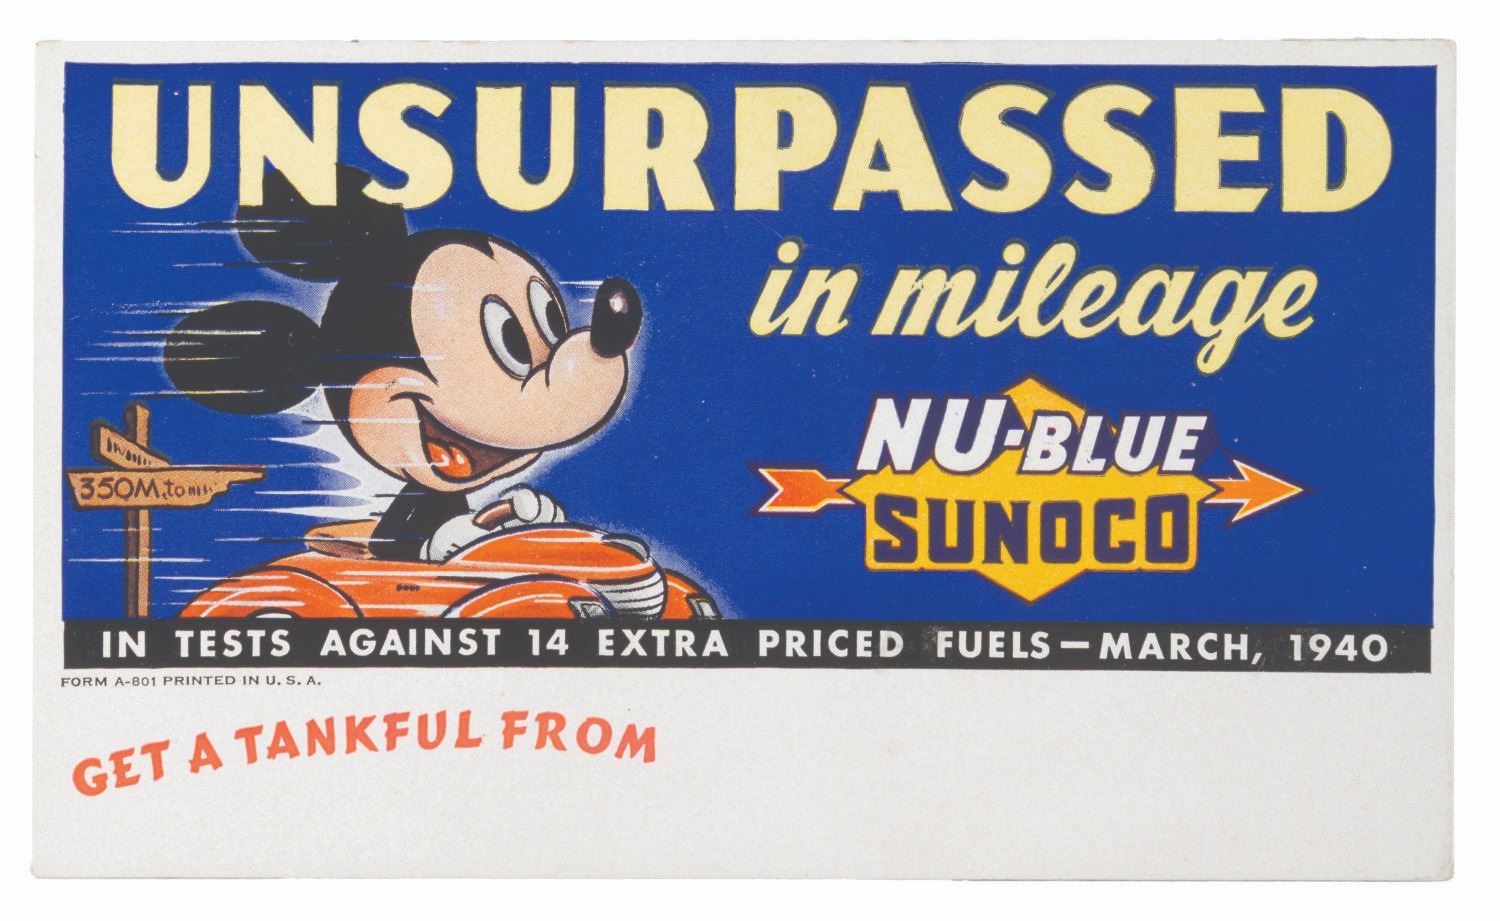 UNSURPASSED
in mileage
NU-BLUE
SUNOCO
350M.to
IN TESTS AGAINST 14 EXTRA PRICED FUELS—MARCH, 1940
FORM A-801 PRINTED IN U. S. A.
GET A TANKFUL FROM